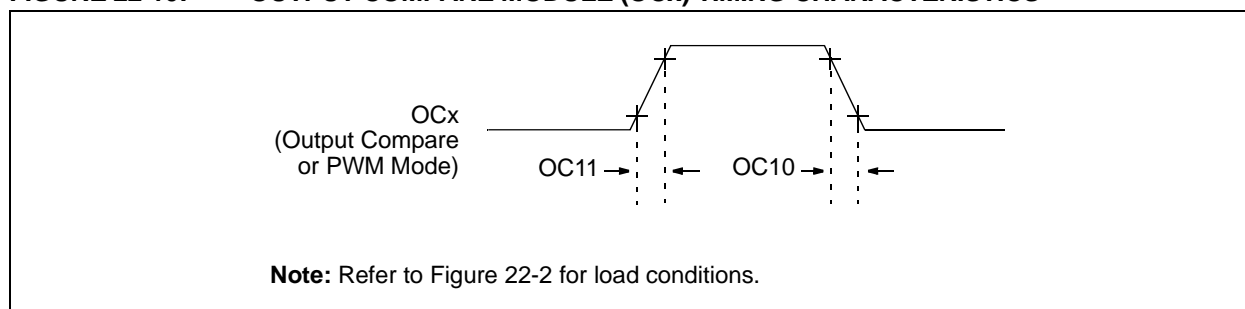 OCx
(Output Compare
or PWM Mode)
OC11
OC10
Note: Refer to Figure 22-2 for load conditions.